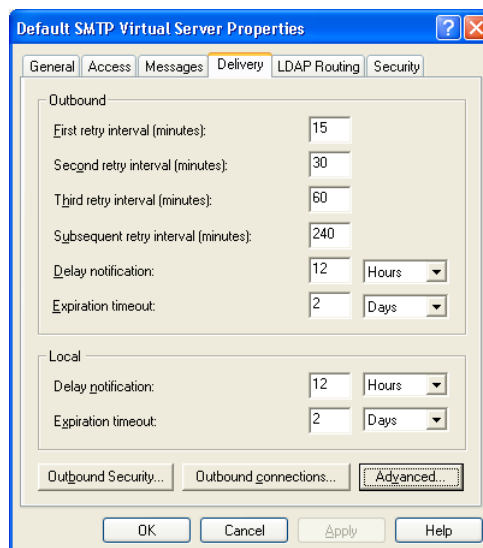 Default SMTP Virtual Server Properties
General Access Messages Delivery LDAP Routing Security
Outbound
First retry interval (minutes): 15
Second retry interval (minutes): 30
Third retry interval (minutes): 60
Subsequent retry interval (minutes): 240
Delay notification: 12 Hours
Expiration timeout: 2 Days
Local
Delay notification: 12 Hours
Expiration timeout: 2 Days
Outbound Security... Outbound connections... Advanced...
OK Cancel Apply Help